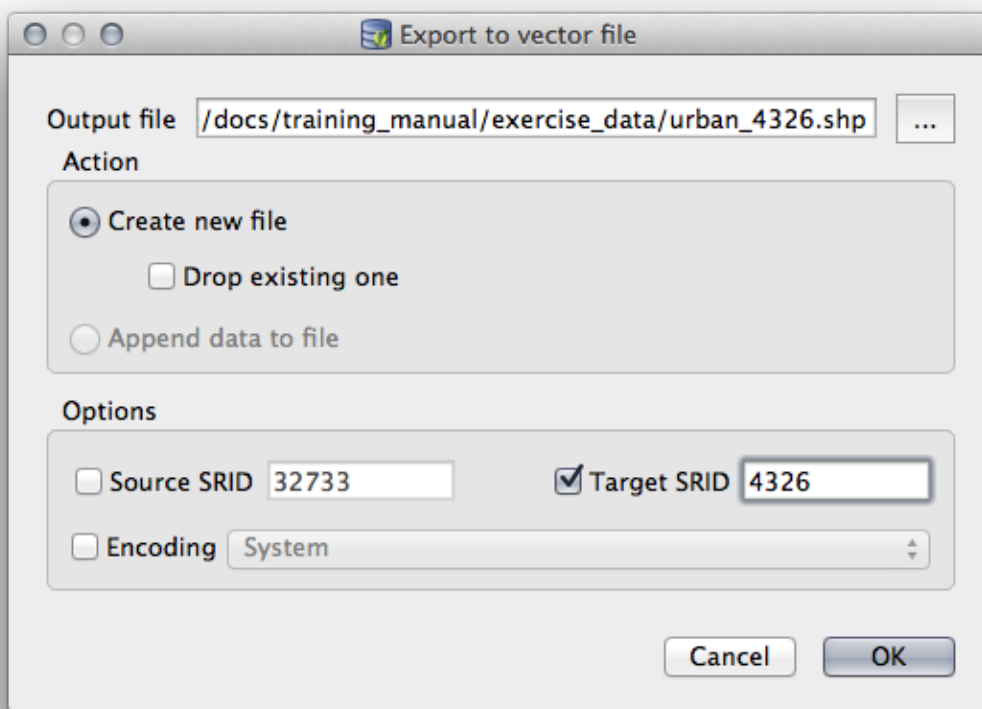 Export to vector file
Output file /docs/training_manual/exercise_data/urban_4326.shp ...
Action
Create new file
Drop existing one
Append data to file
Options
Source SRID 32733 Target SRID 4326
Encoding System
Cancel OK